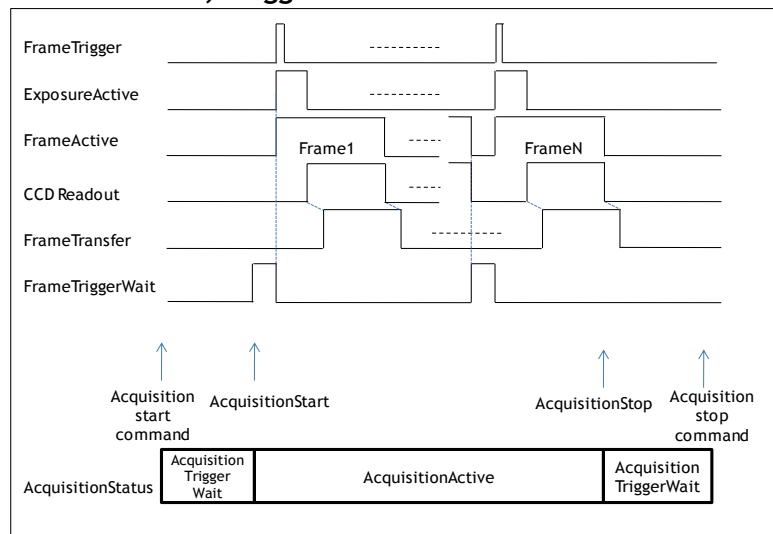 FrameTrigger
ExposureActive
FrameActive
Frame1
FrameN
CCD Readout
FrameTransfer
FrameTriggerWait
Acquisition
start
command
AcquisitionStart
AcquisitionStop
Acquisition
stop
command
AcquisitionStatus
Acquisition
Trigger
Wait
AcquisitionActive
Acquisition
TriggerWait